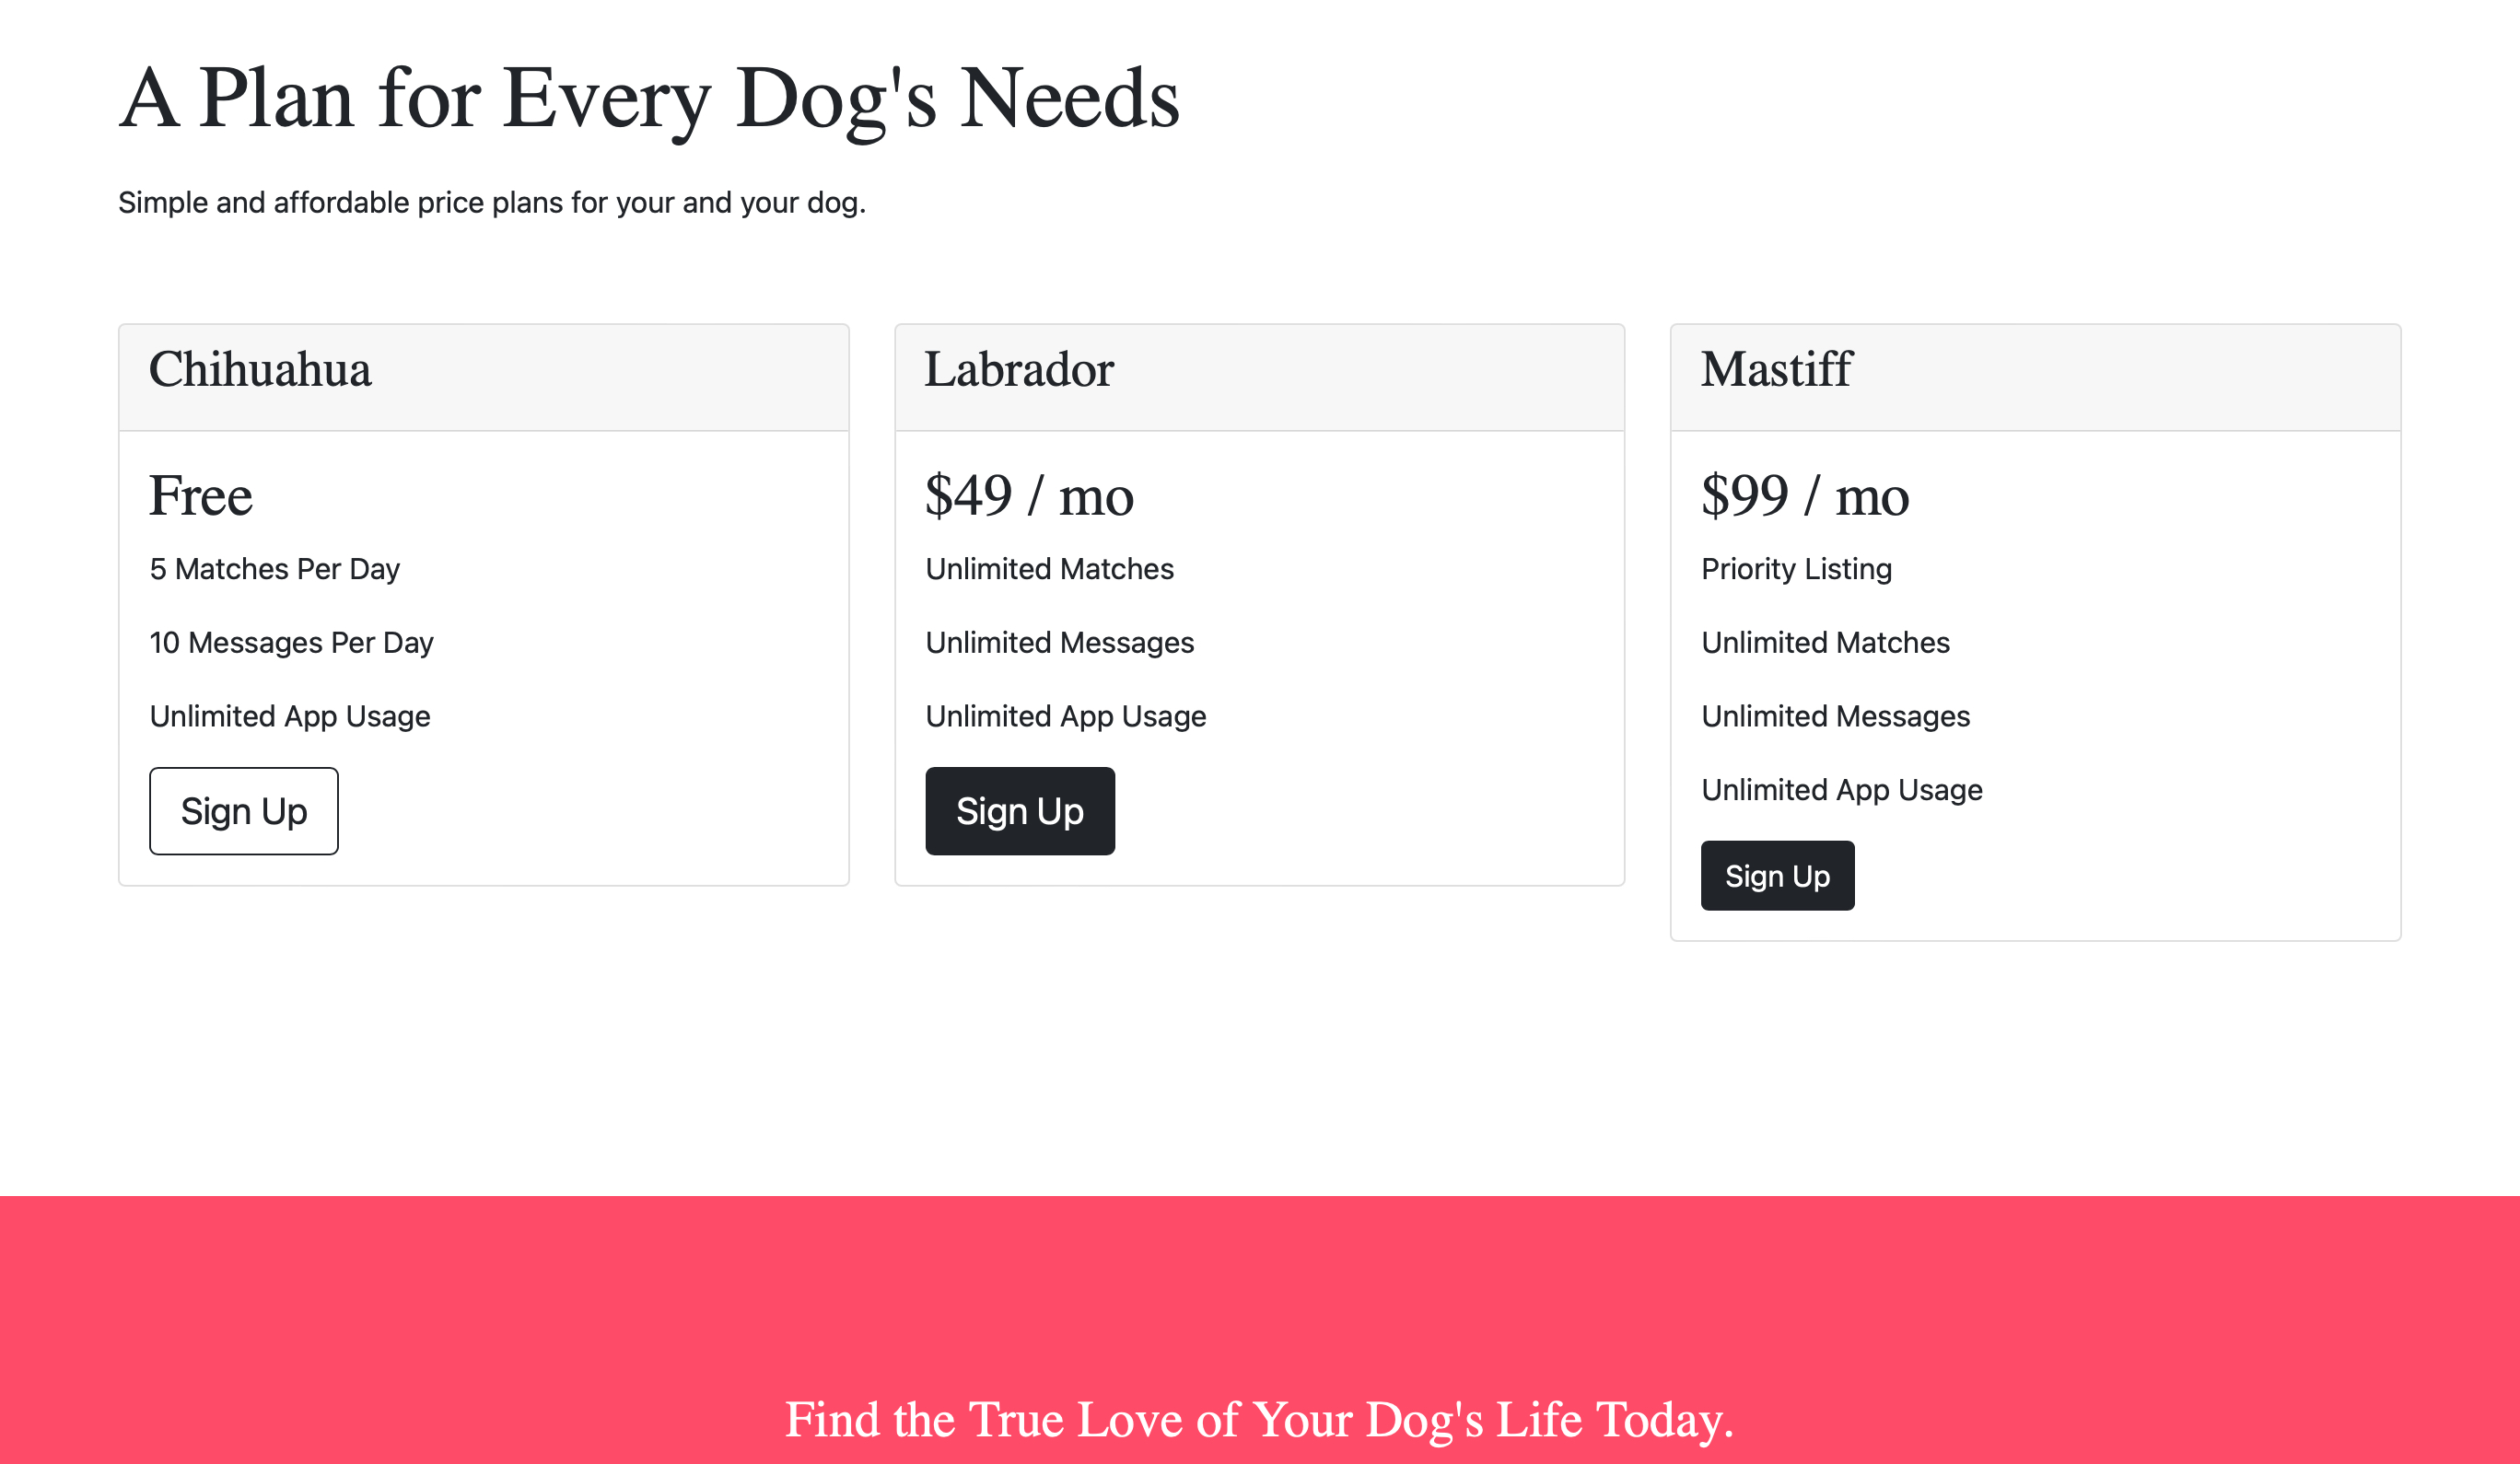 A Plan for Every Dog's Needs
Simple and affordable price plans for your and your dog.
Chihuahua
Free
5 Matches Per Day
10 Messages Per Day
Unlimited App Usage
Sign Up
Labrador
$49 / mo
Unlimited Matches
Unlimited Messages
Unlimited App Usage
Sign Up
Mastiff
$99 / mo
Priority Listing
Unlimited Matches
Unlimited Messages
Unlimited App Usage
Sign Up
Find the True Love of Your Dog's Life Today.